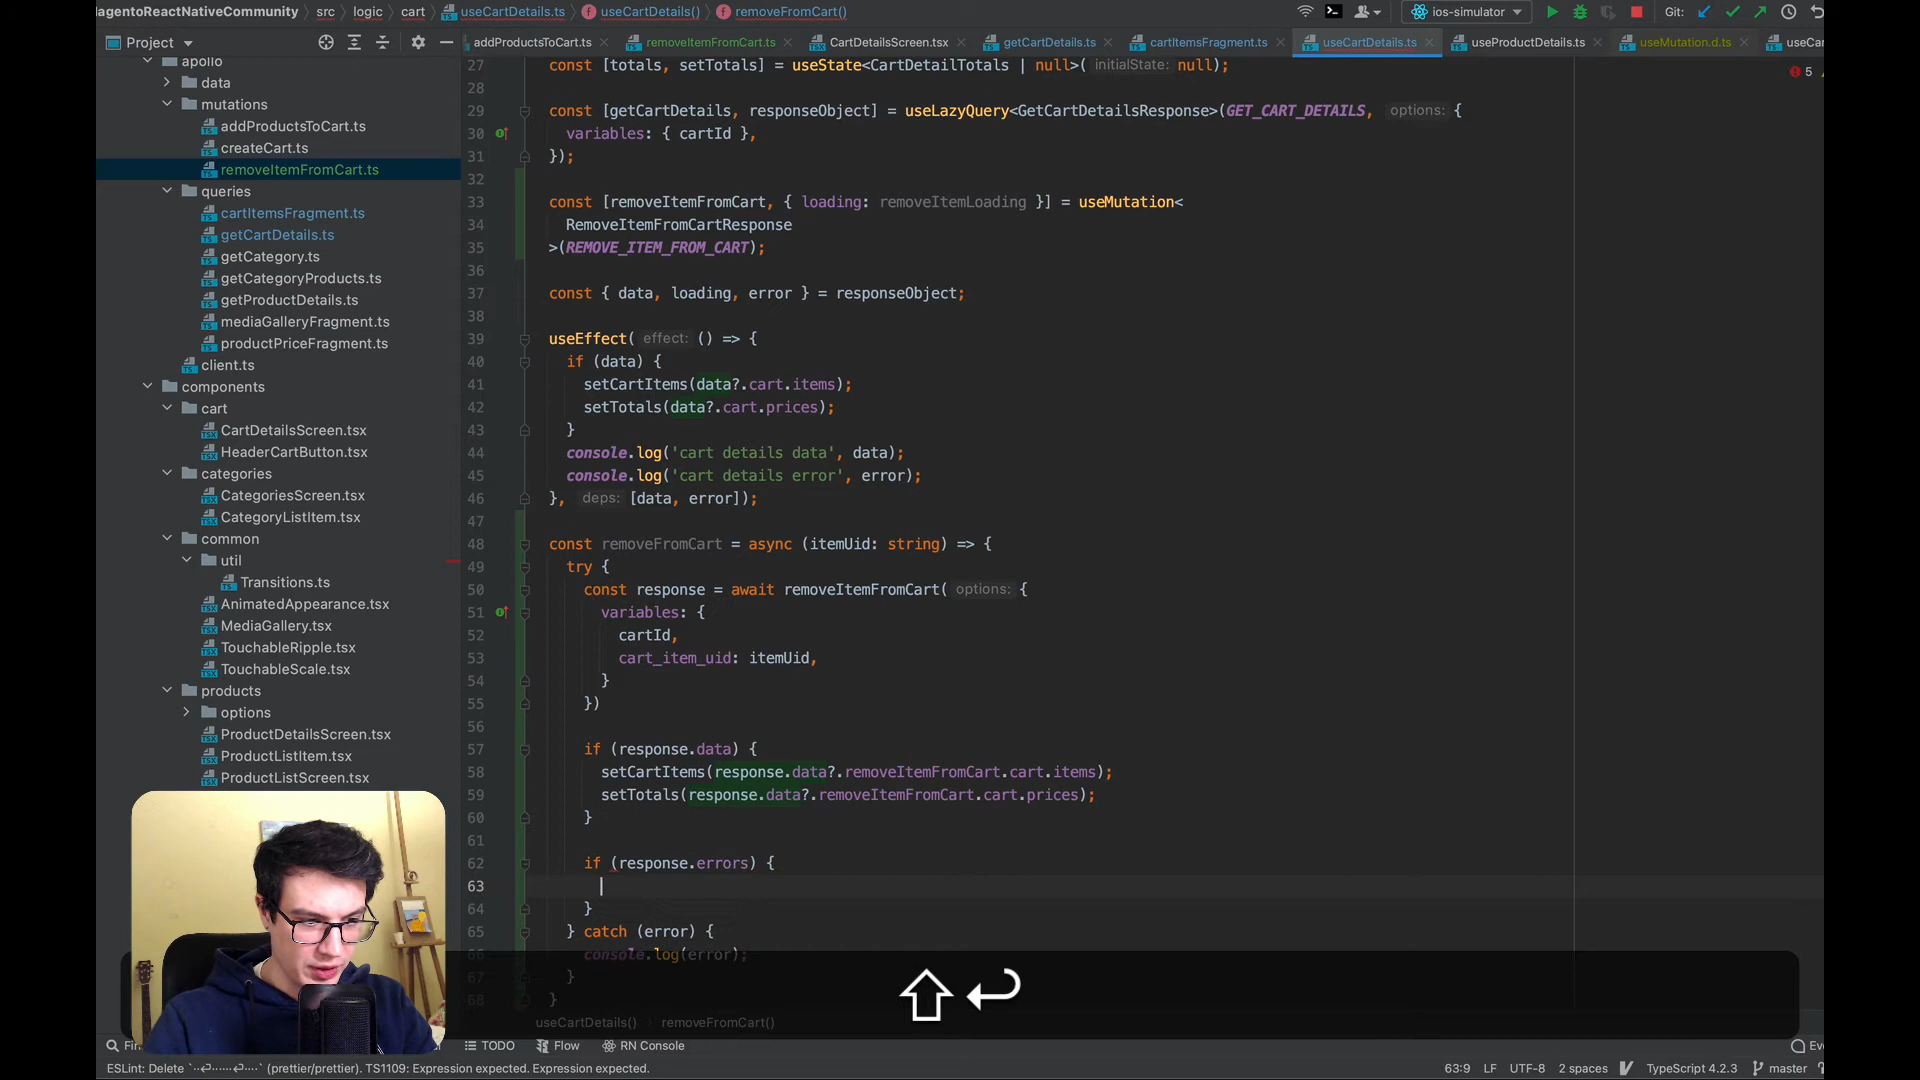 MagentoReactNativeCommunity src logic cart useCartDetails.ts useCartDetails() removeFromCart()
ios-simulator Git:
Project
addProductsToCart.ts removeItemFromCart.ts CartDetailsScreen.tsx getCartDetails.ts cartItemsFragment.ts useCartDetails.ts useProductDetails.ts useMutation.d.ts useCar
5
apollo
data
mutations
addProductsToCart.ts
createCart.ts
removeItemFromCart.ts
queries
cartItemsFragment.ts
getCartDetails.ts
getCategory.ts
getCategoryProducts.ts
getProductDetails.ts
mediaGalleryFragment.ts
productPriceFragment.ts
client.ts
components
cart
CartDetailsScreen.tsx
HeaderCartButton.tsx
categories
CategoriesScreen.tsx
CategoryListItem.tsx
common
util
Transitions.ts
AnimatedAppearance.tsx
MediaGallery.tsx
TouchableRipple.tsx
TouchableScale.tsx
products
options
ProductDetailsScreen.tsx
ProductListItem.tsx
ProductListScreen.tsx
27 const [totals, setTotals] = useState<CartDetailTotals | null>( initialState: null);
28
29 const [getCartDetails, responseObject] = useLazyQuery<GetCartDetailsResponse>(GET_CART_DETAILS, options: {
30 variables: { cartId },
31 });
32
33 const [removeItemFromCart, { loading: removeItemLoading }] = useMutation<
34 RemoveItemFromCartResponse
35 >(REMOVE_ITEM_FROM_CART);
36
37 const { data, loading, error } = responseObject;
38
39 useEffect( effect: () => {
40 if (data) {
41 setCartItems(data?.cart.items);
42 setTotals(data?.cart.prices);
43 }
44 console.log('cart details data', data);
45 console.log('cart details error', error);
46 }, deps: [data, error]);
47
48 const removeFromCart = async (itemUid: string) => {
49 try {
50 const response = await removeItemFromCart( options: {
51 variables: {
52 cartId,
53 cart_item_uid: itemUid,
54 }
55 })
56
57 if (response.data) {
58 setCartItems(response.data?.removeItemFromCart.cart.items);
59 setTotals(response.data?.removeItemFromCart.cart.prices);
60 }
61
62 if (response.errors) {
63
64 }
65 } catch (error) {
66 console.log(error);
67 }
68 }
useCartDetails() removeFromCart()
TODO Flow RN Console
ESLint: Delete `··⏎······⏎····` (prettier/prettier). TS1109: Expression expected. Expression expected.
63:9 LF UTF-8 2 spaces TypeScript 4.2.3 master